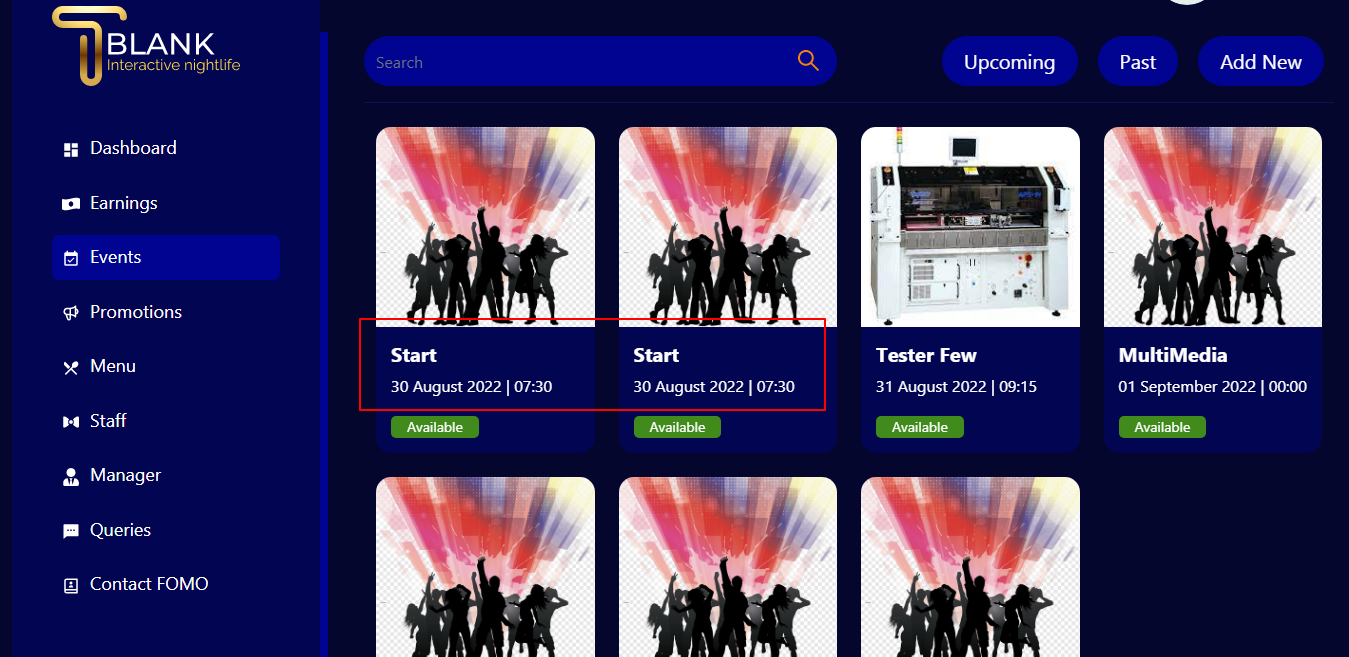 BLANK
Interactive nightlife
Dashboard
Earnings
Events
Promotions
Menu
Staff
Manager
Queries
Contact FOMO
Search
Upcoming
Past
Add New
Start
30 August 2022 | 07:30
Available
Start
30 August 2022 | 07:30
Available
Tester Few
31 August 2022 | 09:15
Available
MultiMedia
01 September 2022 | 00:00
Available